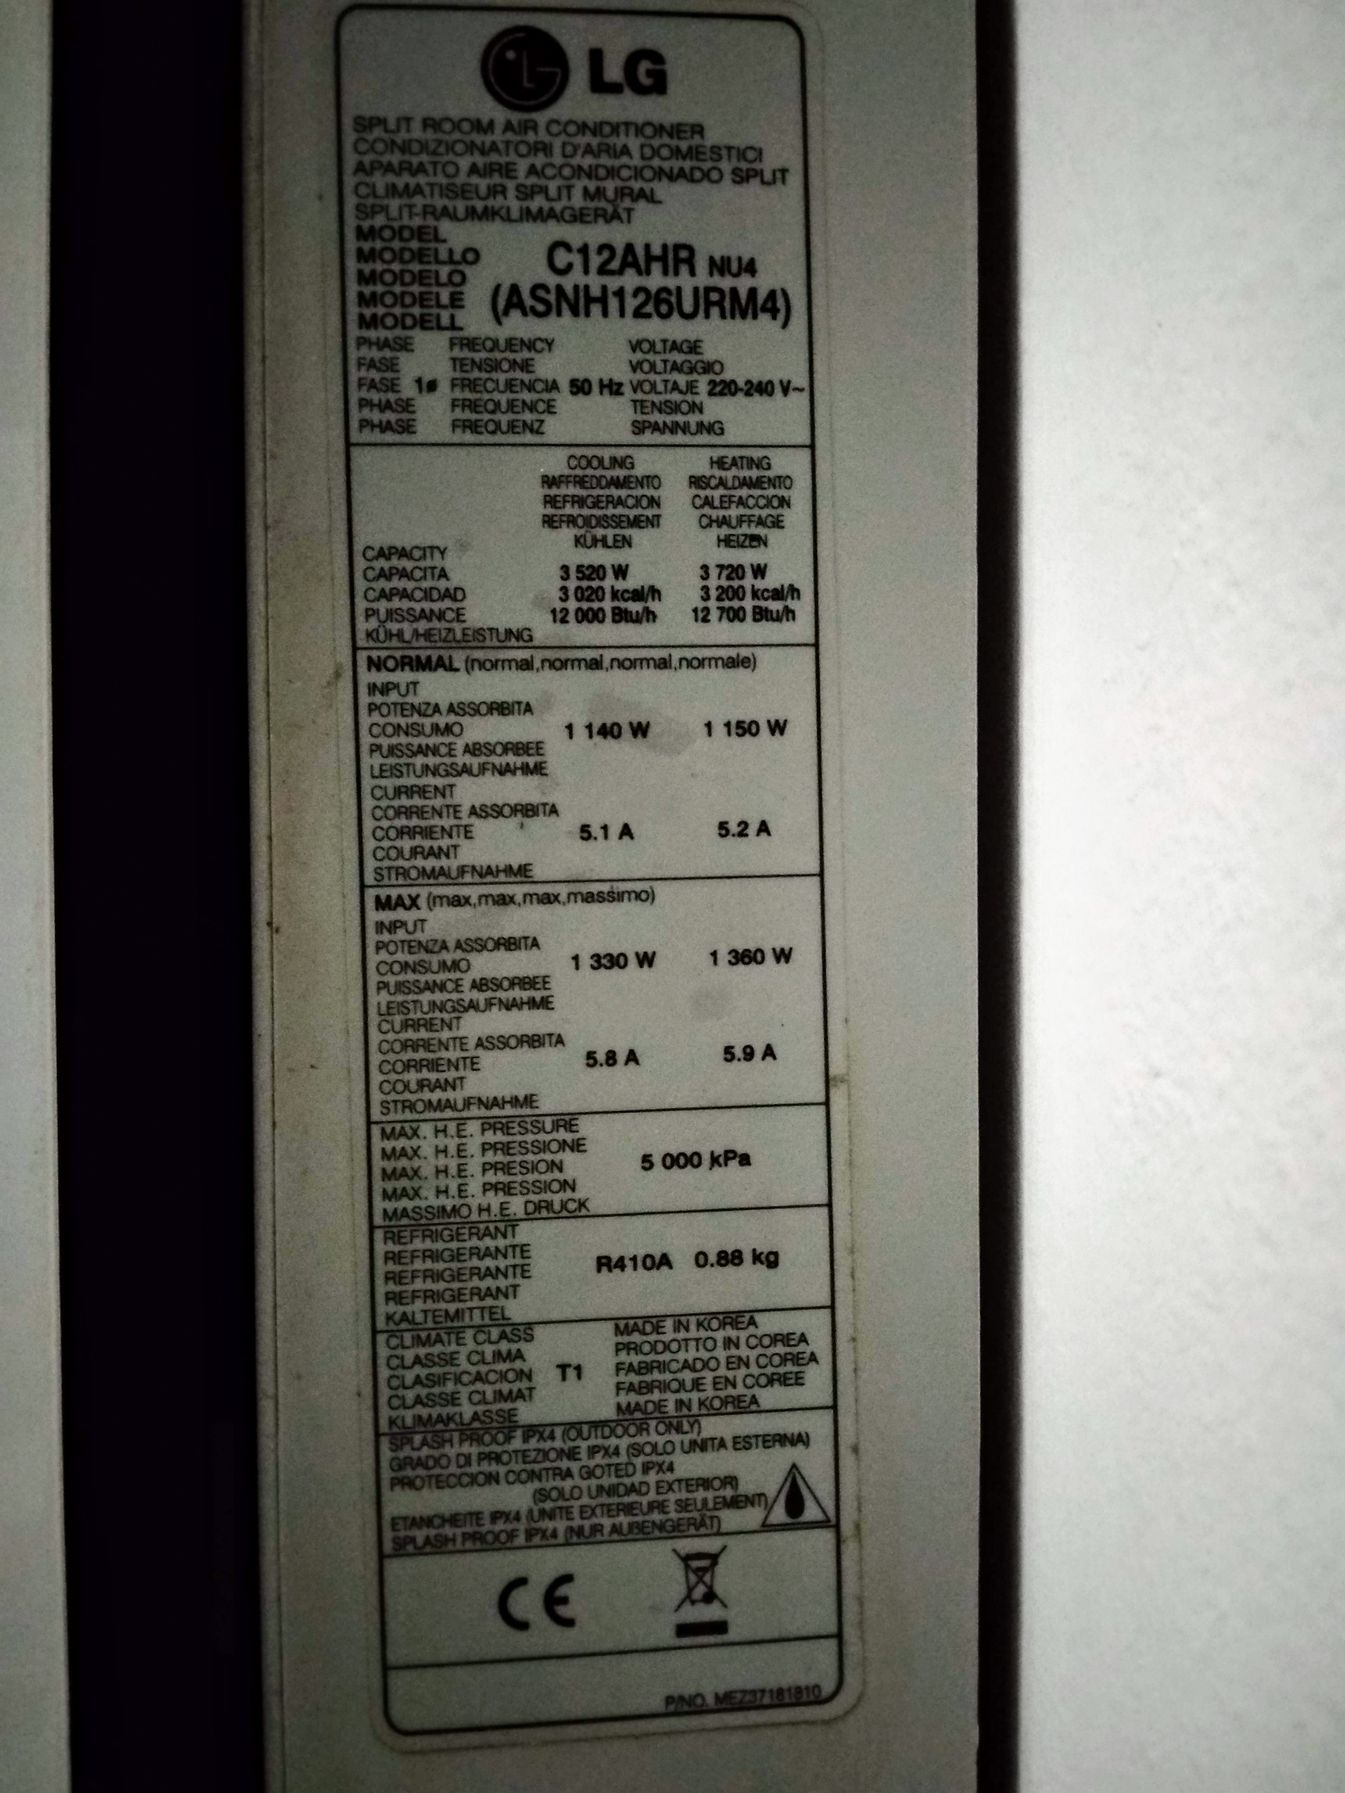 LG
SPLIT ROOM AIR CONDITIONER
CONDIZIONATORI D'ARIA DOMESTICI
APARATO AIRE ACONDICIONADO SPLIT
CLIMATISEUR SPLIT MURAL
SPLIT-RAUMKLIMAGERÄT
MODEL
MODELLO C12AHR NU4
MODELO
MODELE (ASNH126URM4)
MODELL
PHASE FREQUENCY VOLTAGE
FASE TENSIONE VOLTAGGIO
FASE 1ø FRECUENCIA 50 Hz VOLTAJE 220-240 V~
PHASE FREQUENCE TENSION
PHASE FREQUENZ SPANNUNG
COOLING HEATING
RAFFREDDAMENTO RISCALDAMENTO
REFRIGERACION CALEFACCION
REFROIDISSEMENT CHAUFFAGE
KÜHLEN HEIZEN
CAPACITY
CAPACITA 3 520 W 3 720 W
CAPACIDAD 3 020 kcal/h 3 200 kcal/h
PUISSANCE 12 000 Btu/h 12 700 Btu/h
KÜHL/HEIZLEISTUNG
NORMAL (normal,normal,normal,normale)
INPUT
POTENZA ASSORBITA
CONSUMO 1 140 W 1 150 W
PUISSANCE ABSORBEE
LEISTUNGSAUFNAHME
CURRENT
CORRENTE ASSORBITA
CORRIENTE 5.1 A 5.2 A
COURANT
STROMAUFNAHME
MAX (max,max,max,massimo)
INPUT
POTENZA ASSORBITA
CONSUMO 1 330 W 1 360 W
PUISSANCE ABSORBEE
LEISTUNGSAUFNAHME
CURRENT
CORRENTE ASSORBITA
CORRIENTE 5.8 A 5.9 A
COURANT
STROMAUFNAHME
MAX. H.E. PRESSURE
MAX. H.E. PRESSIONE
MAX. H.E. PRESION 5 000 kPa
MAX. H.E. PRESSION
MASSIMO H.E. DRUCK
REFRIGERANT
REFRIGERANTE
REFRIGERANTE R410A 0.88 kg
REFRIGERANT
KALTEMITTEL
CLIMATE CLASS MADE IN KOREA
CLASSE CLIMA PRODOTTO IN COREA
CLASIFICACION T1 FABRICADO EN COREA
CLASSE CLIMAT FABRIQUE EN COREE
KLIMAKLASSE MADE IN KOREA
SPLASH PROOF IPX4 (OUTDOOR ONLY)
GRADO DI PROTEZIONE IPX4 (SOLO UNITA ESTERNA)
PROTECCION CONTRA GOTED IPX4
(SOLO UNIDAD EXTERIOR)
ETANCHEITE IPX4 (UNITE EXTERIEURE SEULEMENT)
SPLASH PROOF IPX4 (NUR AUßENGERÄT)
CE
P/NO. MEZ37181810